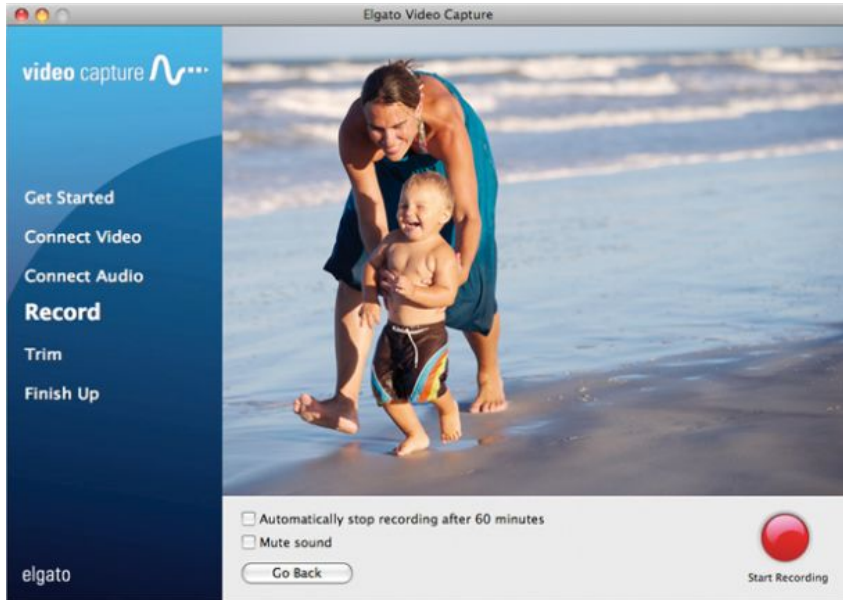 Elgato Video Capture
video capture
Get Started
Connect Video
Connect Audio
Record
Trim
Finish Up
elgato
Automatically stop recording after 60 minutes
Mute sound
Go Back
Start Recording